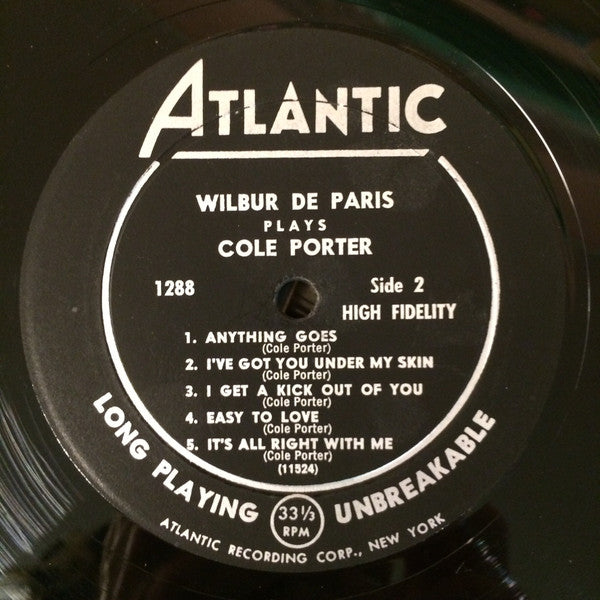 ATLANTIC
WILBUR DE PARIS
PLAYS
COLE PORTER
1288
Side 2
HIGH FIDELITY
1. ANYTHING GOES
(Cole Porter)
2. I'VE GOT YOU UNDER MY SKIN
(Cole Porter)
3. I GET A KICK OUT OF YOU
(Cole Porter)
4. EASY TO LOVE
(Cole Porter)
5. IT'S ALL RIGHT WITH ME
(Cole Porter)
(11524)
LONG PLAYING
33⅓
RPM
UNBREAKABLE
ATLANTIC RECORDING CORP., NEW YORK